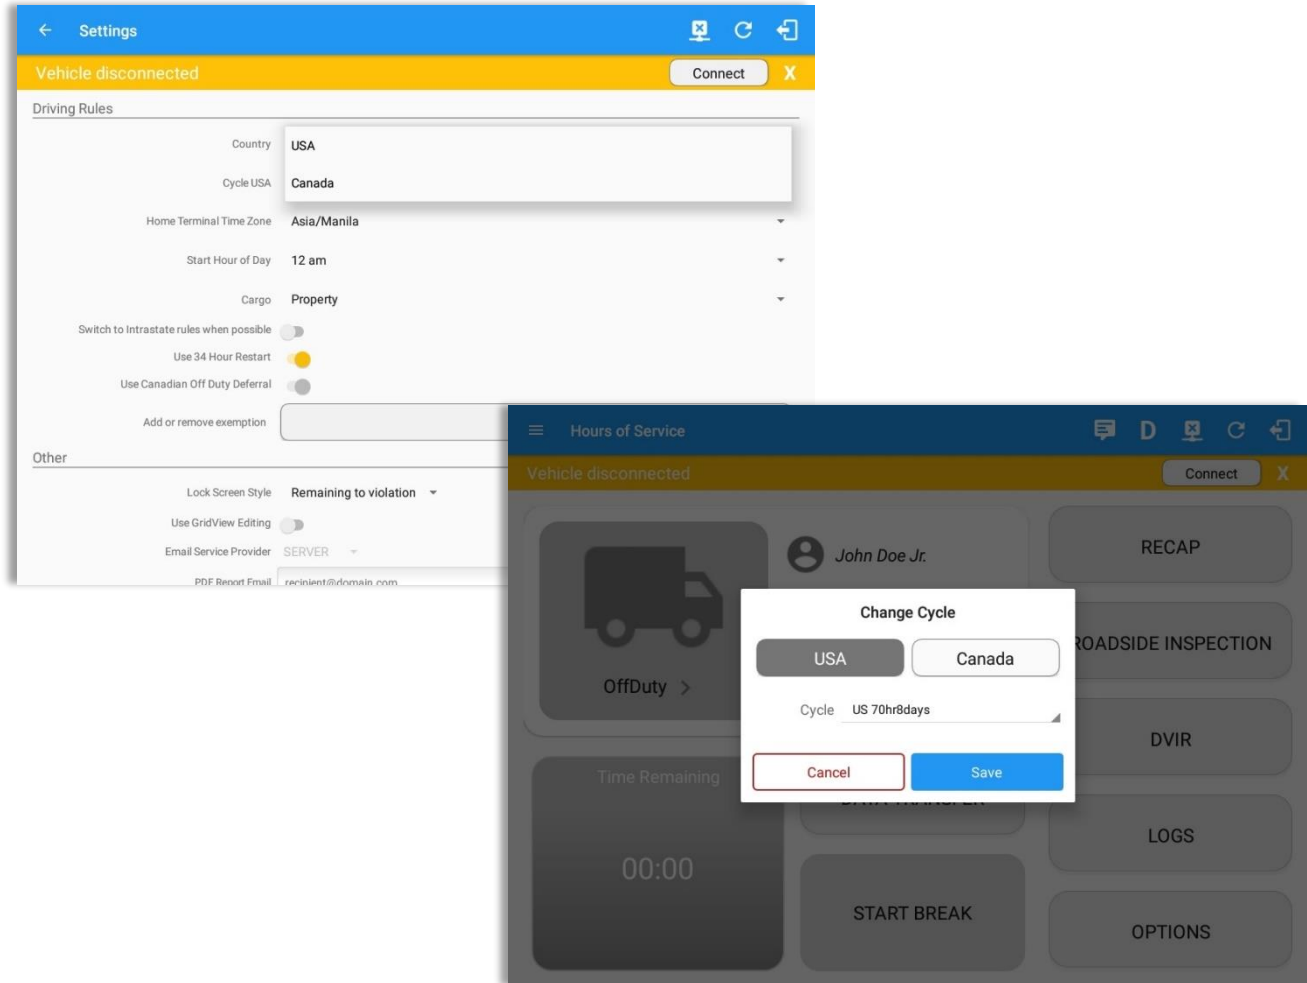 Settings
Vehicle disconnected
Connect X
Driving Rules
Country USA
Cycle USA Canada
Home Terminal Time Zone Asia/Manila
Start Hour of Day 12 am
Cargo Property
Switch to Intrastate rules when possible
Use 34 Hour Restart
Use Canadian Off Duty Deferral
Add or remove exemption
Other
Lock Screen Style Remaining to violation
Use GridView Editing
Email Service Provider SERVER
PDF Report Email recipient@domain.com
Hours of Service D
Vehicle disconnected
Connect X
John Doe Jr.
OffDuty >
Time Remaining
00:00
Change Cycle
USA Canada
Cycle US 70hr8days
Cancel Save
DATA TRANSFER
START BREAK
RECAP
ROADSIDE INSPECTION
DVIR
LOGS
OPTIONS